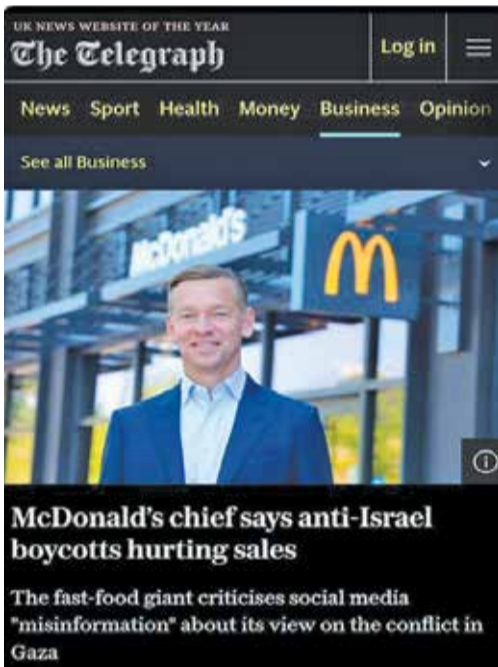 UK NEWS WEBSITE OF THE YEAR
The Telegraph
Log in
News Sport Health Money Business Opinion
See all Business
McDonald's
McDonald's chief says anti-Israel
boycotts hurting sales
The fast-food giant criticises social media
"misinformation" about its view on the conflict in
Gaza